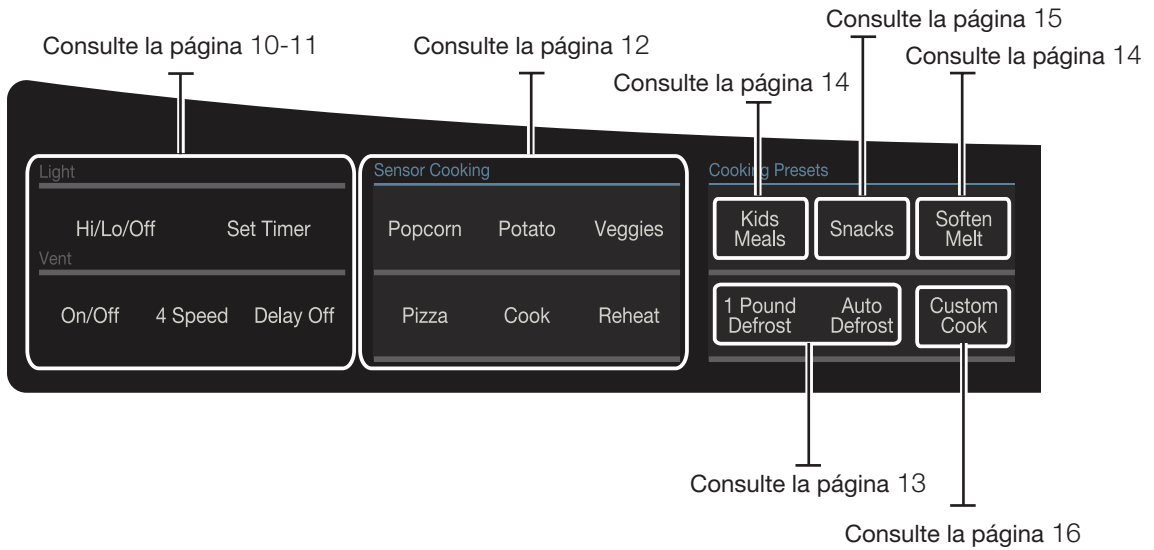 Consulte la página 15
Consulte la página 10-11
Consulte la página 12
Consulte la página 14
Consulte la página 14
Light
Hi/Lo/Off
Set Timer
Vent
On/Off
4 Speed
Delay Off
Sensor Cooking
Popcorn
Potato
Veggies
Pizza
Cook
Reheat
Cooking Presets
Kids
Meals
Snacks
Soften
Melt
1 Pound
Defrost
Auto
Defrost
Custom
Cook
Consulte la página 13
Consulte la página 16